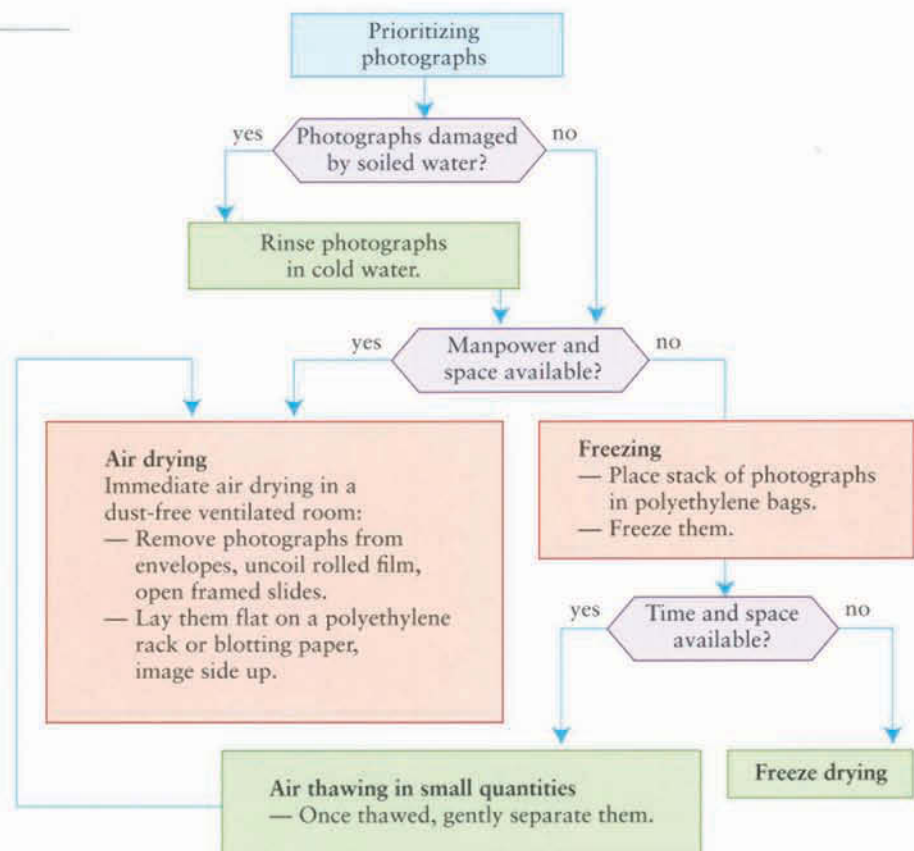 Prioritizing
photographs
yes
Photographs damaged
by soiled water?
no
Rinse photographs
in cold water.
yes
Manpower and
space available?
no
Air drying
Immediate air drying in a
dust-free ventilated room:
— Remove photographs from
envelopes, uncoil rolled film,
open framed slides.
— Lay them flat on a polyethylene
rack or blotting paper,
image side up.
Freezing
— Place stack of photographs
in polyethylene bags.
— Freeze them.
yes
Time and space
available?
no
Air thawing in small quantities
— Once thawed, gently separate them.
Freeze drying